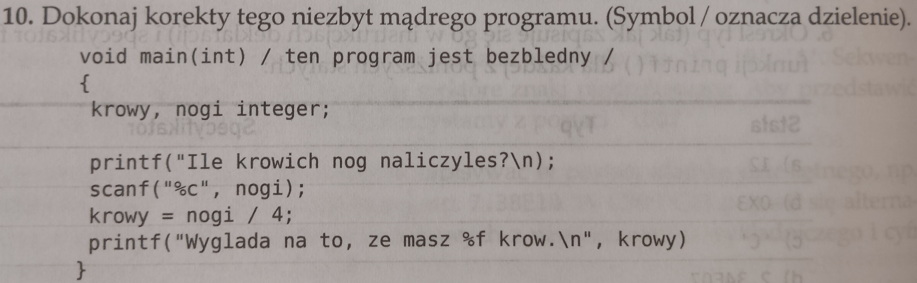 10. Dokonaj korekty tego niezbyt mądrego programu. (Symbol / oznacza dzielenie).
void main(int) / ten program jest bezbledny /
{
krowy, nogi integer;
printf("Ile krowich nog naliczyles?\n);
scanf("%c", nogi);
krowy = nogi / 4;
printf("Wyglada na to, ze masz %f krow.\n", krowy)
}